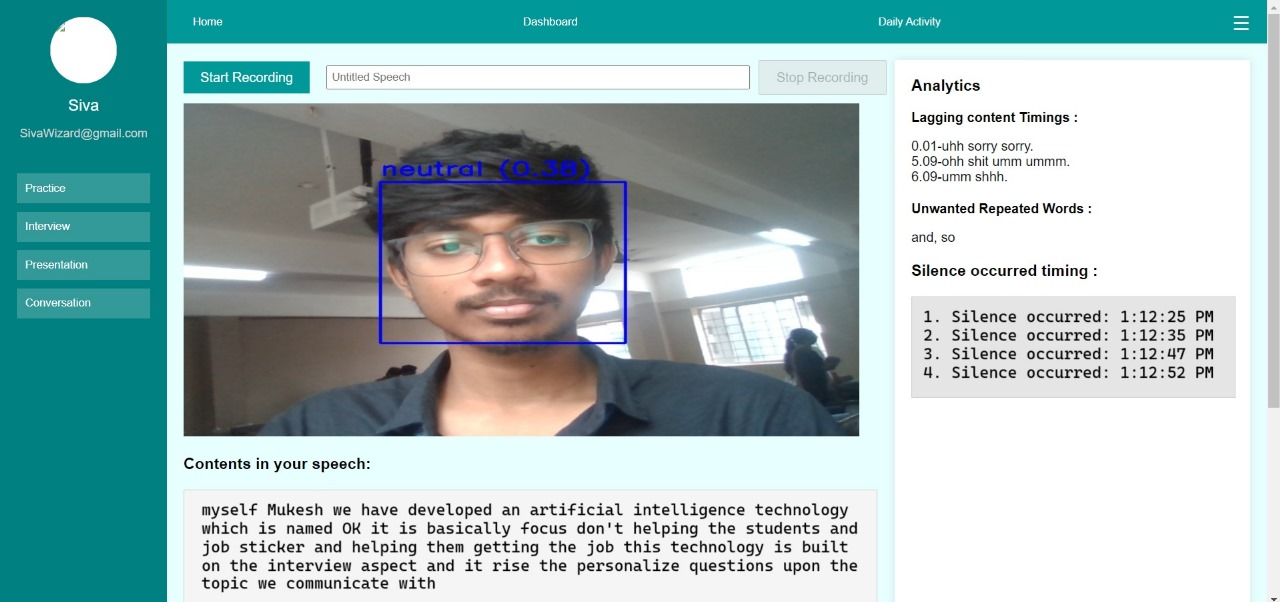 Home
Dashboard
Daily Activity
Siva
SivaWizard@gmail.com
Practice
Interview
Presentation
Conversation
Start Recording
Untitled Speech
Stop Recording
neutral (0.38)
Contents in your speech:
myself Mukesh we have developed an artificial intelligence technology
which is named OK it is basically focus don't helping the students and
job sticker and helping them getting the job this technology is built
on the interview aspect and it rise the personalize questions upon the
topic we communicate with
Analytics
Lagging content Timings :
0.01-uhh sorry sorry.
5.09-ohh shit umm ummm.
6.09-umm shhh.
Unwanted Repeated Words :
and, so
Silence occurred timing :
1. Silence occurred: 1:12:25 PM
2. Silence occurred: 1:12:35 PM
3. Silence occurred: 1:12:47 PM
4. Silence occurred: 1:12:52 PM